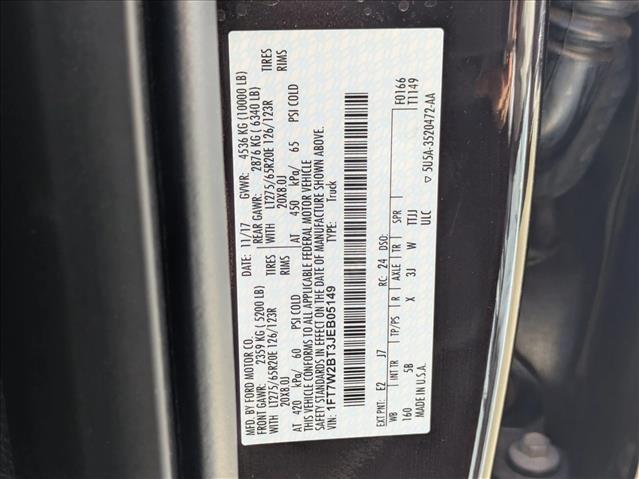 MFD. BY FORD MOTOR CO. DATE: 11/17 GVWR: 4536 KG (10000 LB)
FRONT GAWR: 2359 KG (5200 LB) REAR GAWR: 2876 KG (6340 LB)
WITH LT275/65R20E 126/123R TIRES WITH LT275/65R20E 126/123R TIRES
20X8.0J RIMS 20X8.0J RIMS
AT 420 kPa/ 60 PSI COLD AT 450 kPa/ 65 PSI COLD
THIS VEHICLE CONFORMS TO ALL APPLICABLE FEDERAL MOTOR VEHICLE
SAFETY STANDARDS IN EFFECT ON THE DATE OF MANUFACTURE SHOWN ABOVE.
VIN: 1FT7W2BT3JEB05149 TYPE: Truck
F0166
T1149
EXT PNT: E2 J7 RC: 24 DSO:
WB INT TR TP/PS R AXLE TR SPR
160 5B X 3J W TTJJ
MADE IN U.S.A. ULC
▽ 5U5A-3520472-AA